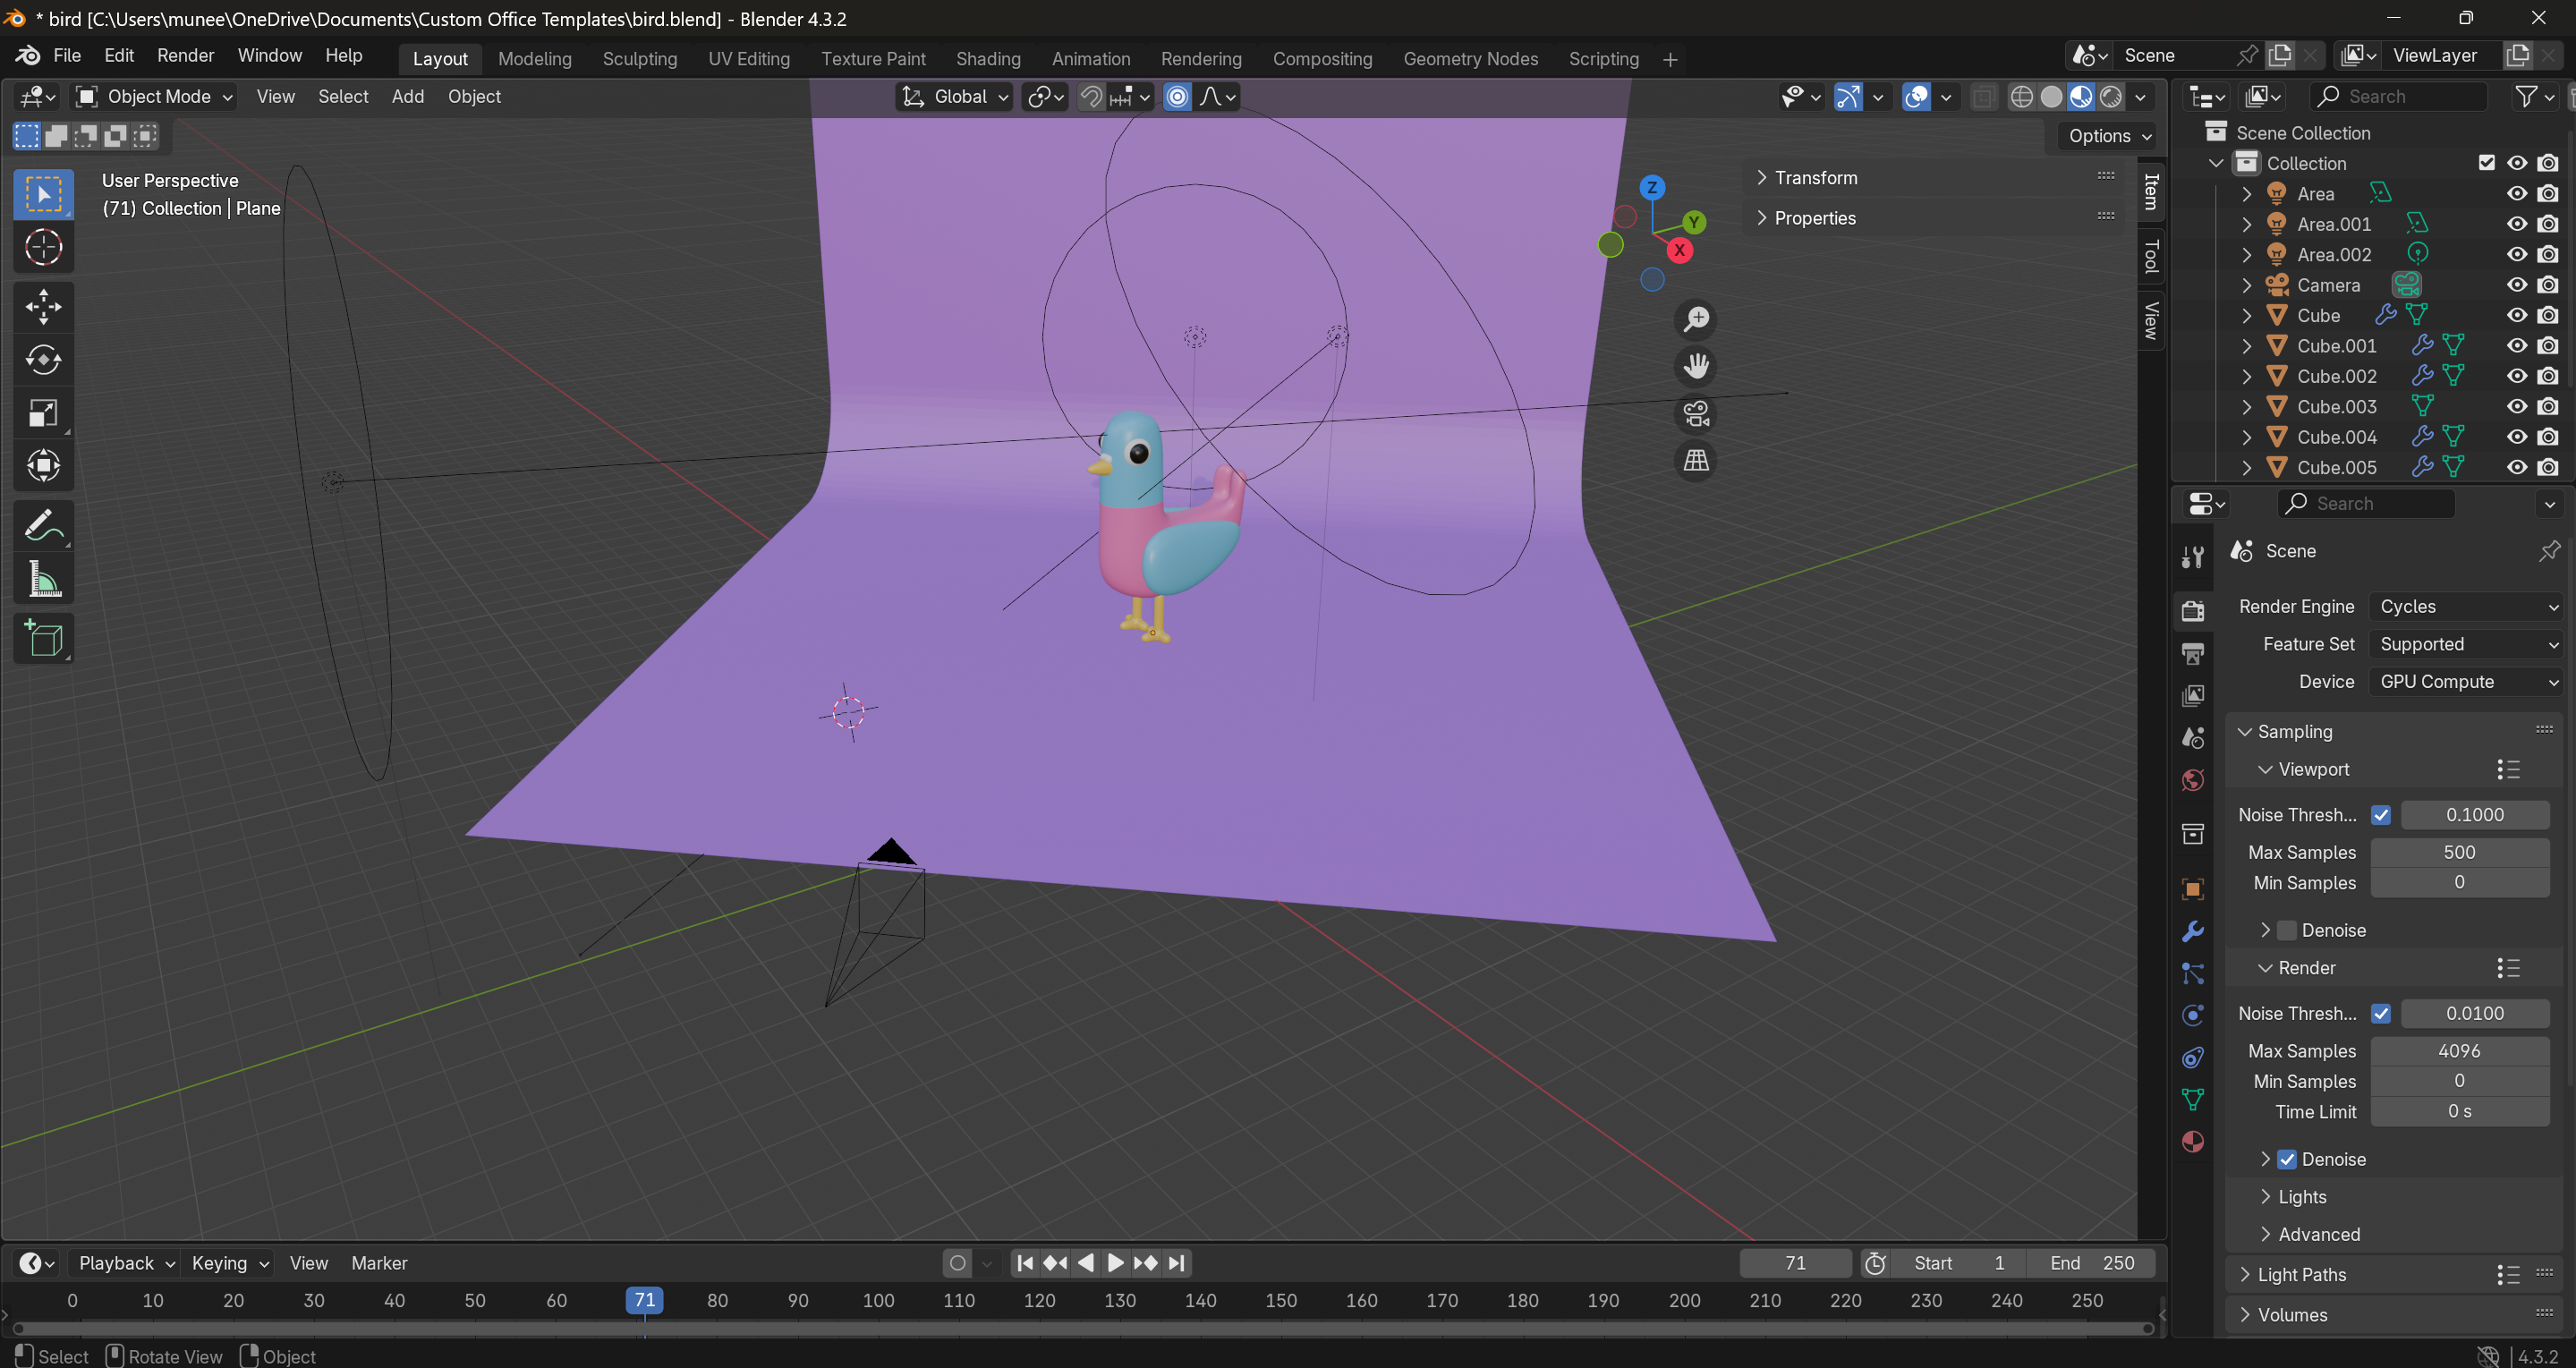 * bird [C:\Users\munee\OneDrive\Documents\Custom Office Templates\bird.blend] - Blender 4.3.2
File Edit Render Window Help Layout Modeling Sculpting UV Editing Texture Paint Shading Animation Rendering Compositing Geometry Nodes Scripting + Scene ViewLayer
Object Mode View Select Add Object Global Search
Options
User Perspective
(71) Collection | Plane
Transform
Properties
Z
Y
X
Item
Tool
View
Scene Collection
Collection
Area
Area.001
Area.002
Camera
Cube
Cube.001
Cube.002
Cube.003
Cube.004
Cube.005
Search
Scene
Render Engine Cycles
Feature Set Supported
Device GPU Compute
Sampling
Viewport
Noise Thresh... 0.1000
Max Samples 500
Min Samples 0
Denoise
Render
Noise Thresh... 0.0100
Max Samples 4096
Min Samples 0
Time Limit 0 s
Denoise
Lights
Advanced
Light Paths
Volumes
Playback Keying View Marker 71 Start 1 End 250
0 10 20 30 40 50 60 71 80 90 100 110 120 130 140 150 160 170 180 190 200 210 220 230 240 250
Select Rotate View Object 4.3.2